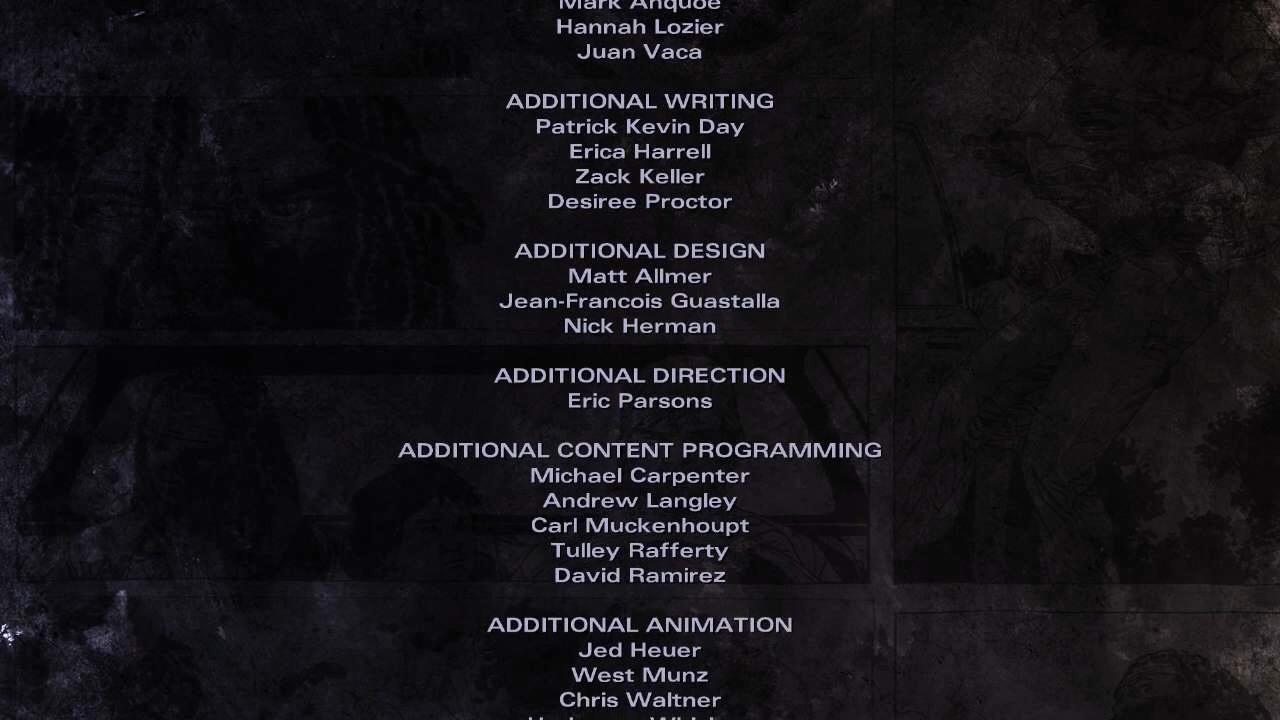 Mark Anquoe
Hannah Lozier
Juan Vaca
ADDITIONAL WRITING
Patrick Kevin Day
Erica Harrell
Zack Keller
Desiree Proctor
ADDITIONAL DESIGN
Matt Allmer
Jean-Francois Guastalla
Nick Herman
ADDITIONAL DIRECTION
Eric Parsons
ADDITIONAL CONTENT PROGRAMMING
Michael Carpenter
Andrew Langley
Carl Muckenhoupt
Tulley Rafferty
David Ramirez
ADDITIONAL ANIMATION
Jed Heuer
West Munz
Chris Waltner